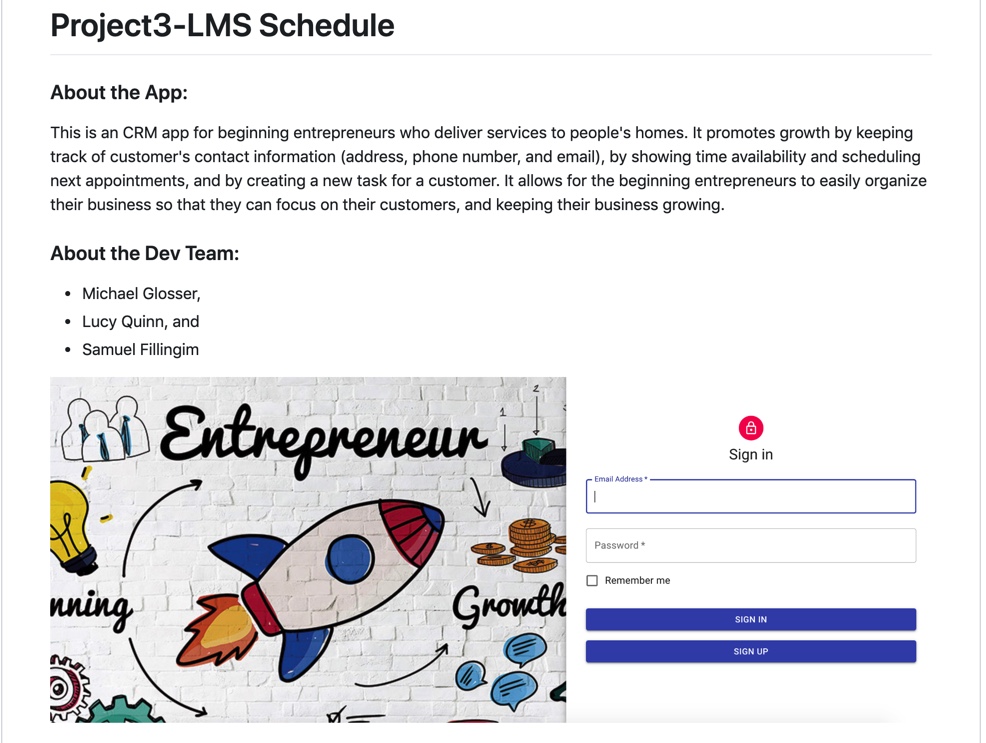 Project3-LMS Schedule
About the App:
This is an CRM app for beginning entrepreneurs who deliver services to people's homes. It promotes growth by keeping
track of customer's contact information (address, phone number, and email), by showing time availability and scheduling
next appointments, and by creating a new task for a customer. It allows for the beginning entrepreneurs to easily organize
their business so that they can focus on their customers, and keeping their business growing.
About the Dev Team:
• Michael Glosser,
• Lucy Quinn, and
• Samuel Fillingim
Entrepreneur
1
2
nning
Growth
Sign in
Email Address *
Password *
Remember me
SIGN IN
SIGN UP